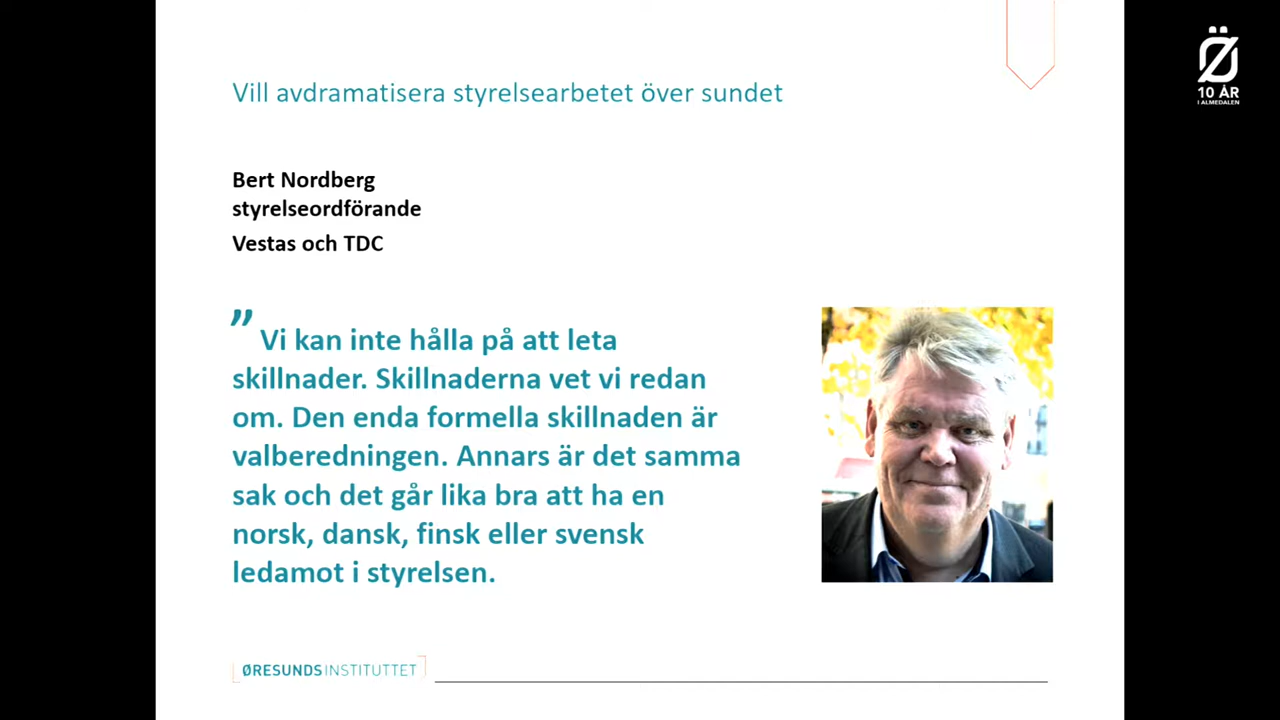 Vill avdramatisera styrelsearbetet över sundet
Bert Nordberg
styrelseordförande
Vestas och TDC
” Vi kan inte hålla på att leta
skillnader. Skillnaderna vet vi redan
om. Den enda formella skillnaden är
valberedningen. Annars är det samma
sak och det går lika bra att ha en
norsk, dansk, finsk eller svensk
ledamot i styrelsen.
ØRESUNDSINSTITUTTET
Ö
10 ÅR
I ALMEDALEN